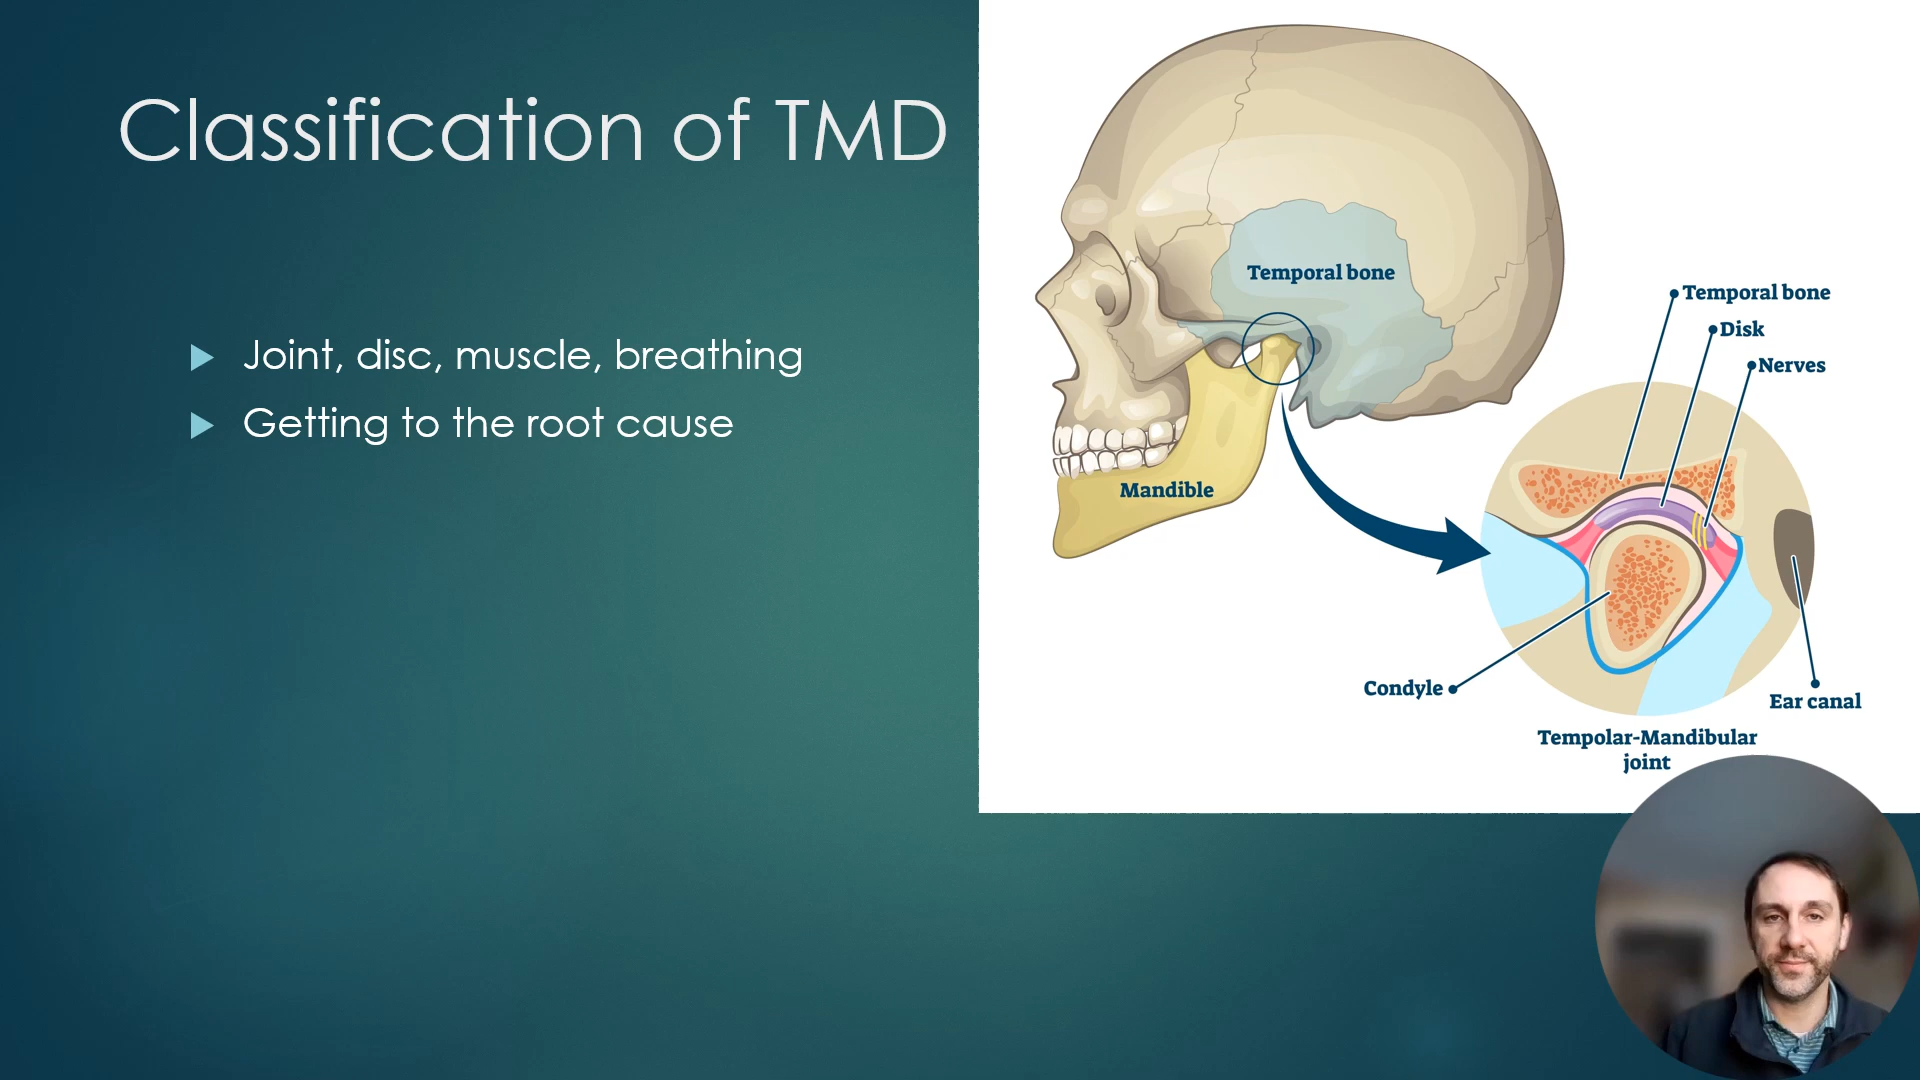 Classification of TMD
Joint, disc, muscle, breathing
Getting to the root cause
Temporal bone
Mandible
Temporal bone
Disk
Nerves
Condyle
Ear canal
Tempolar-Mandibular
joint